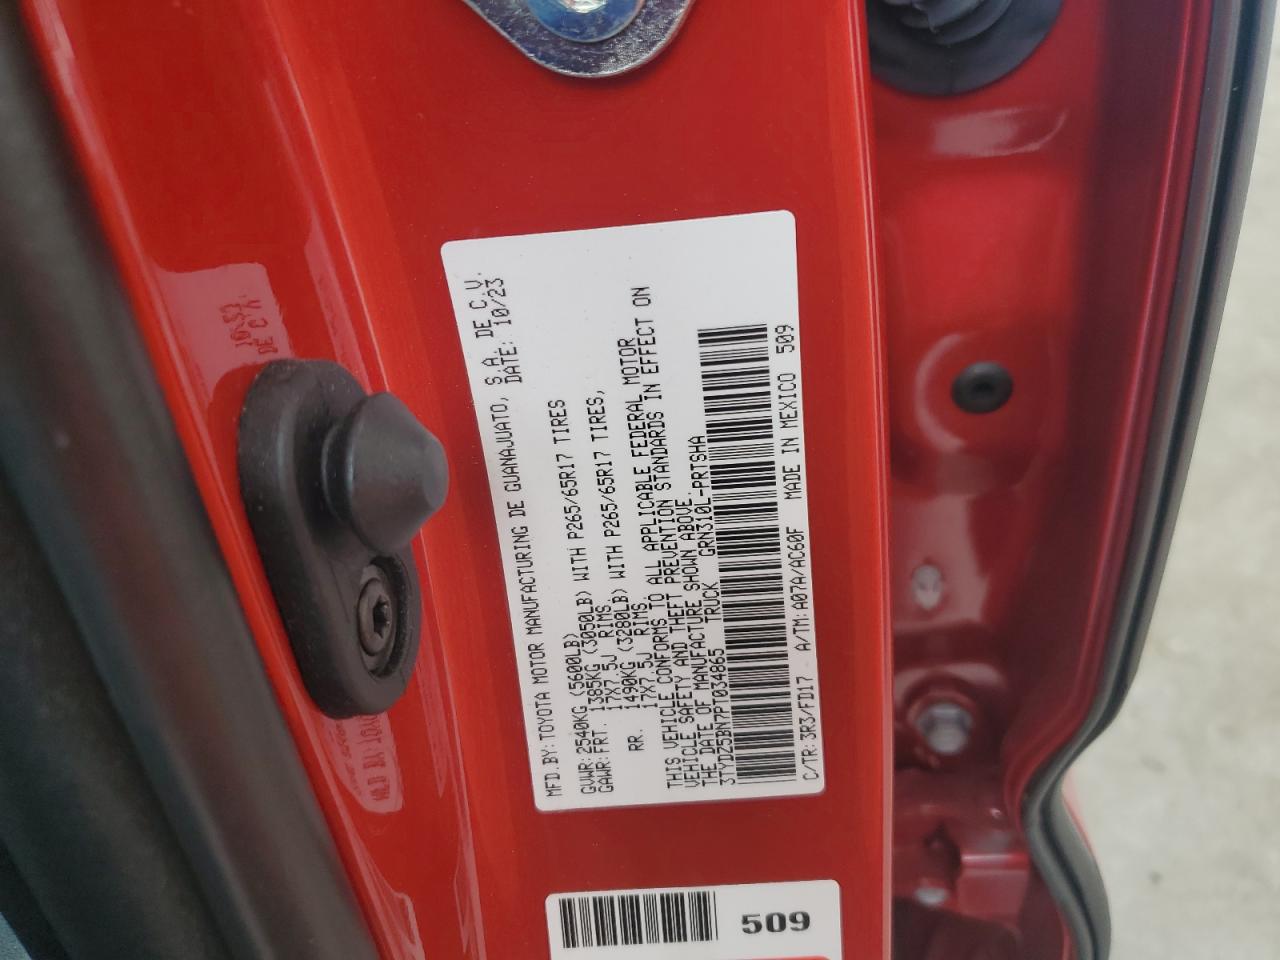 MFD.BY:TOYOTA MOTOR MANUFACTURING DE GUANAJUATO, S.A. DE C.V.
DATE: 10/23
GVWR:2540KG (5600LB)
GAWR:FRT. 1385KG (3050LB) WITH P265/65R17 TIRES
17X7.5J RIMS
RR. 1490KG (3280LB) WITH P265/65R17 TIRES,
17X7.5J RIMS
THIS VEHICLE CONFORMS TO ALL APPLICABLE FEDERAL MOTOR
VEHICLE SAFETY AND THEFT PREVENTION STANDARDS IN EFFECT ON
THE DATE OF MANUFACTURE SHOWN ABOVE.
3TYDZ5BN7PT034865 TRUCK GRN310L-PRTSHA
C/TR:3R3/FD17 A/TM:A07A/AC60F MADE IN MEXICO 509
509